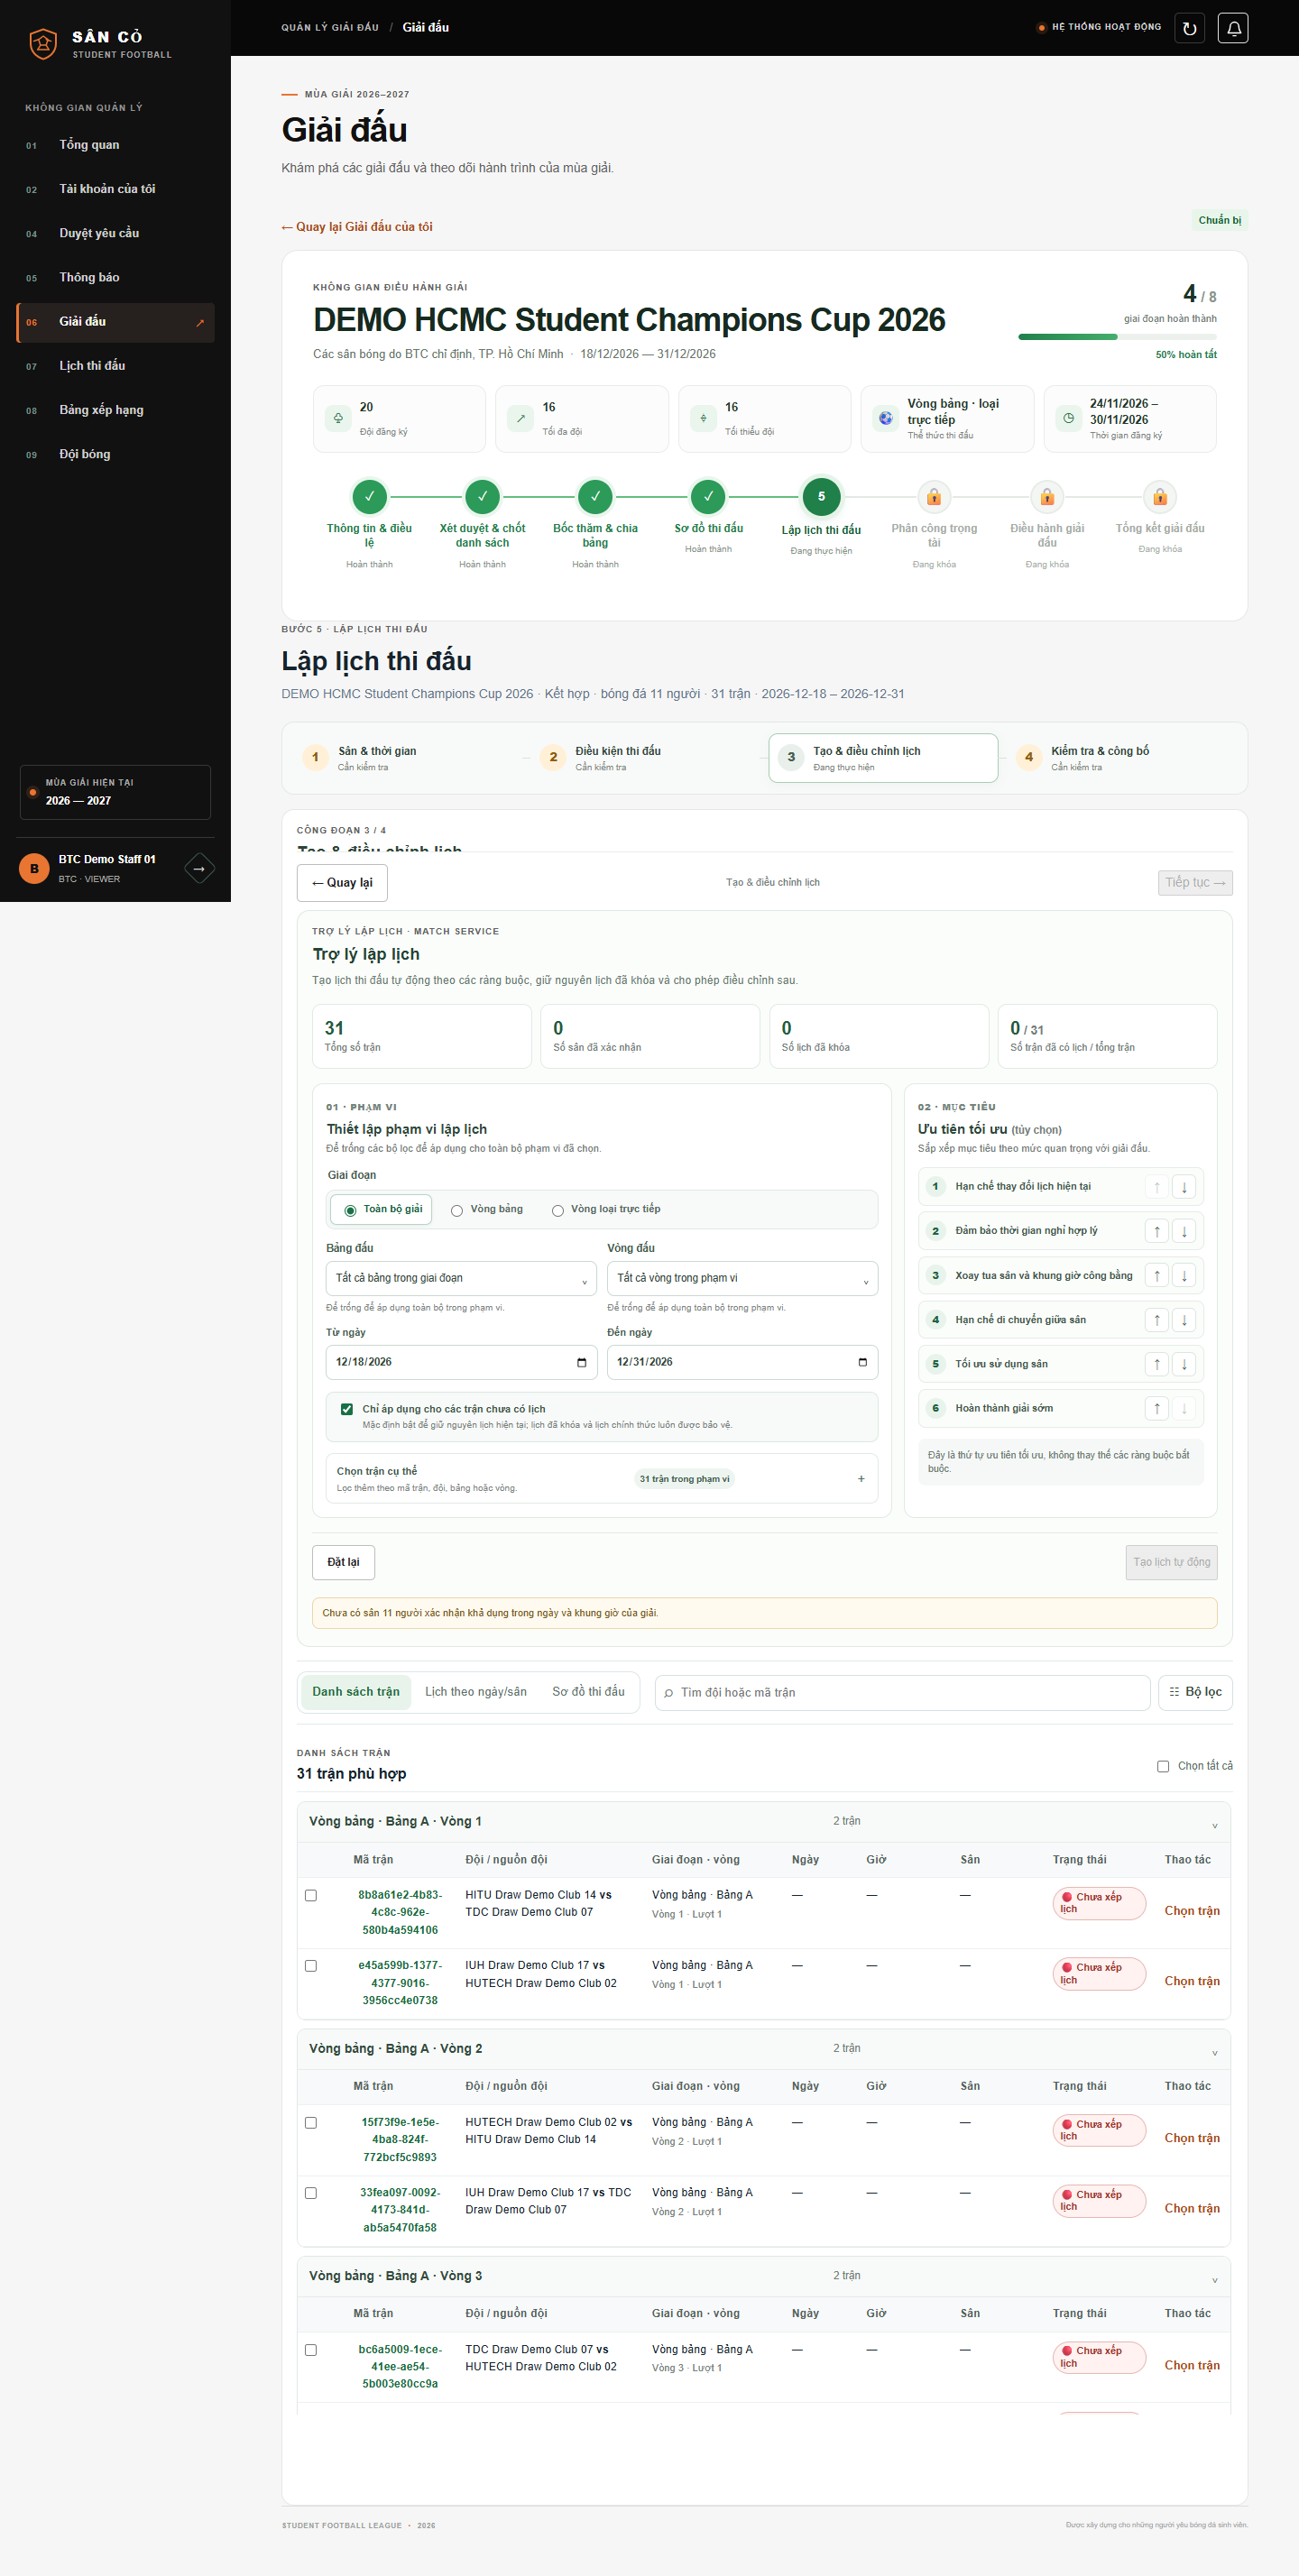 SÂN CỎ
STUDENT FOOTBALL
KHÔNG GIAN QUẢN LÝ
01 Tổng quan
02 Tài khoản của tôi
04 Duyệt yêu cầu
05 Thông báo
06 Giải đấu ↗
07 Lịch thi đấu
08 Bảng xếp hạng
09 Đội bóng
MÙA GIẢI HIỆN TẠI
2026 — 2027
B
BTC Demo Staff 01
BTC · VIEWER
→
QUẢN LÝ GIẢI ĐẤU / Giải đấu
HỆ THỐNG HOẠT ĐỘNG
MÙA GIẢI 2026–2027
Giải đấu
Khám phá các giải đấu và theo dõi hành trình của mùa giải.
← Quay lại Giải đấu của tôi
Chuẩn bị
KHÔNG GIAN ĐIỀU HÀNH GIẢI
DEMO HCMC Student Champions Cup 2026
Các sân bóng do BTC chỉ định, TP. Hồ Chí Minh · 18/12/2026 — 31/12/2026
4 / 8
giai đoạn hoàn thành
50% hoàn tất
20
Đội đăng ký
16
Tối đa đội
16
Tối thiểu đội
Vòng bảng · loại trực tiếp
Thể thức thi đấu
24/11/2026 – 30/11/2026
Thời gian đăng ký
✓ ✓ ✓ ✓ 5
Thông tin & điều lệ
Hoàn thành
Xét duyệt & chốt danh sách
Hoàn thành
Bốc thăm & chia bảng
Hoàn thành
Sơ đồ thi đấu
Hoàn thành
Lập lịch thi đấu
Đang thực hiện
Phân công trọng tài
Đang khóa
Điều hành giải đấu
Đang khóa
Tổng kết giải đấu
Đang khóa
BƯỚC 5 · LẬP LỊCH THI ĐẤU
Lập lịch thi đấu
DEMO HCMC Student Champions Cup 2026 · Kết hợp · bóng đá 11 người · 31 trận · 2026-12-18 – 2026-12-31
1 Sân & thời gian
Cần kiểm tra
2 Điều kiện thi đấu
Cần kiểm tra
3 Tạo & điều chỉnh lịch
Đang thực hiện
4 Kiểm tra & công bố
Cần kiểm tra
CÔNG ĐOẠN 3 / 4
Tạo & điều chỉnh lịch
← Quay lại
Tạo & điều chỉnh lịch
Tiếp tục →
TRỢ LÝ LẬP LỊCH · MATCH SERVICE
Trợ lý lập lịch
Tạo lịch thi đấu tự động theo các ràng buộc, giữ nguyên lịch đã khóa và cho phép điều chỉnh sau.
31
Tổng số trận
0
Số sân đã xác nhận
0
Số lịch đã khóa
0 / 31
Số trận đã có lịch / tổng trận
01 · PHẠM VI
Thiết lập phạm vi lập lịch
Để trống các bộ lọc để áp dụng cho toàn bộ phạm vi đã chọn.
Giai đoạn
Toàn bộ giải
Vòng bảng
Vòng loại trực tiếp
Bảng đấu
Tất cả bảng trong giai đoạn
Để trống để áp dụng toàn bộ trong phạm vi.
Vòng đấu
Tất cả vòng trong phạm vi
Để trống để áp dụng toàn bộ trong phạm vi.
Từ ngày
12/18/2026
Đến ngày
12/31/2026
Chỉ áp dụng cho các trận chưa có lịch
Mặc định bật để giữ nguyên lịch hiện tại; lịch đã khóa và lịch chính thức luôn được bảo vệ.
Chọn trận cụ thể
Lọc thêm theo mã trận, đội, bảng hoặc vòng.
31 trận trong phạm vi
+
02 · MỤC TIÊU
Ưu tiên tối ưu (tùy chọn)
Sắp xếp mục tiêu theo mức quan trọng với giải đấu.
1 Hạn chế thay đổi lịch hiện tại ↑ ↓
2 Đảm bảo thời gian nghỉ hợp lý ↑ ↓
3 Xoay tua sân và khung giờ công bằng ↑ ↓
4 Hạn chế di chuyển giữa sân ↑ ↓
5 Tối ưu sử dụng sân ↑ ↓
6 Hoàn thành giải sớm ↑ ↓
Đây là thứ tự ưu tiên tối ưu, không thay thế các ràng buộc bắt
buộc.
Đặt lại
Tạo lịch tự động
Chưa có sân 11 người xác nhận khả dụng trong ngày và khung giờ của giải.
Danh sách trận
Lịch theo ngày/sân
Sơ đồ thi đấu
Tìm đội hoặc mã trận
Bộ lọc
DANH SÁCH TRẬN
31 trận phù hợp
Chọn tất cả
Vòng bảng · Bảng A · Vòng 1 2 trận
Mã trận Đội / nguồn đội Giai đoạn · vòng Ngày Giờ Sân Trạng thái Thao tác
8b8a61e2-4b83-4c8c-962e-580b4a594106 HITU Draw Demo Club 14 vs TDC Draw Demo Club 07 Vòng bảng · Bảng A Vòng 1 · Lượt 1 — — — Chưa xếp lịch Chọn trận
e45a599b-1377-4377-9016-3956cc4e0738 IUH Draw Demo Club 17 vs HUTECH Draw Demo Club 02 Vòng bảng · Bảng A Vòng 1 · Lượt 1 — — — Chưa xếp lịch Chọn trận
Vòng bảng · Bảng A · Vòng 2 2 trận
Mã trận Đội / nguồn đội Giai đoạn · vòng Ngày Giờ Sân Trạng thái Thao tác
15f73f9e-1e5e-4ba8-824f-772bcf5c9893 HUTECH Draw Demo Club 02 vs HITU Draw Demo Club 14 Vòng bảng · Bảng A Vòng 2 · Lượt 1 — — — Chưa xếp lịch Chọn trận
33fea097-0092-4173-841d-ab5a5470fa58 IUH Draw Demo Club 17 vs TDC Draw Demo Club 07 Vòng bảng · Bảng A Vòng 2 · Lượt 1 — — — Chưa xếp lịch Chọn trận
Vòng bảng · Bảng A · Vòng 3 2 trận
Mã trận Đội / nguồn đội Giai đoạn · vòng Ngày Giờ Sân Trạng thái Thao tác
bc6a5009-1ece-41ee-ae54-5b003e80cc9a TDC Draw Demo Club 07 vs HUTECH Draw Demo Club 02 Vòng bảng · Bảng A Vòng 3 · Lượt 1 — — — Chưa xếp lịch Chọn trận
STUDENT FOOTBALL LEAGUE • 2026
Được xây dựng cho những người yêu bóng đá sinh viên.